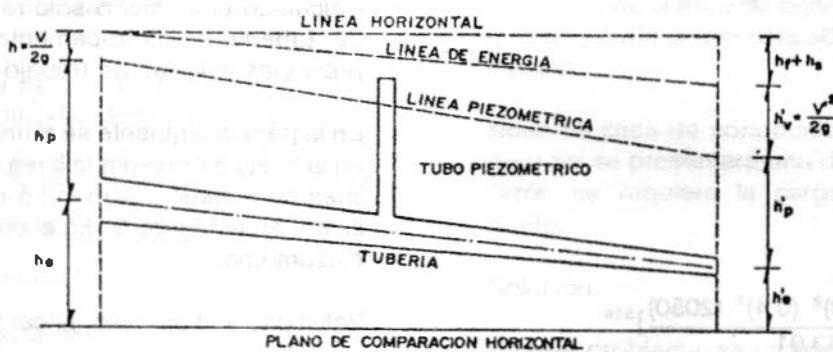 LINEA HORIZONTAL
LINEA DE ENERGIA
h = V²/2g
hf + hs
LINEA PIEZOMETRICA
h'v = V'²/2g
TUBO PIEZOMETRICO
hp
h'p
TUBERIA
he
h'e
PLANO DE COMPARACION HORIZONTAL